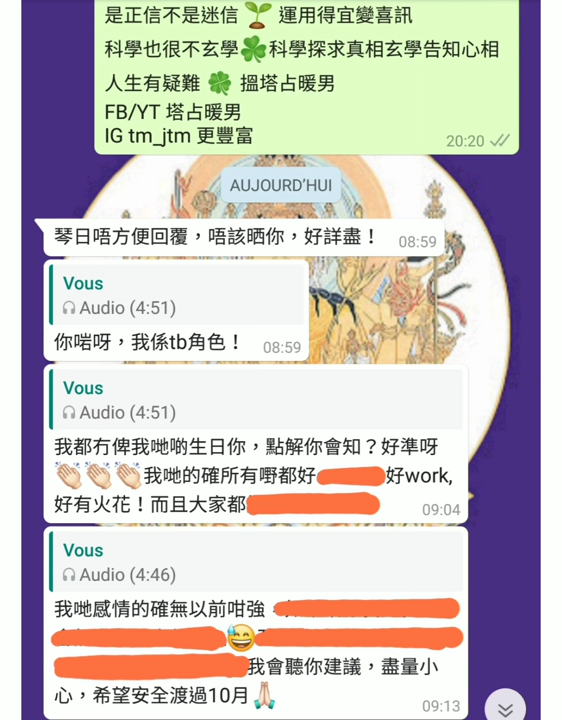 是正信不是迷信🌱運用得宜變喜訊
科學也很不玄學🍀科學探求真相玄學告知心相
人生有疑難 🍀 搵塔占暖男
FB/YT 塔占暖男
IG tm_jtm 更豐富
20:20
AUJOURD'HUI
琴日唔方便回覆，唔該晒你，好詳盡！ 08:59
Vous
Audio (4:51)
你啱呀，我係tb角色！ 08:59
Vous
Audio (4:51)
我都冇俾我哋啲生日你，點解你會知？好準呀
👏🏻👏🏻👏🏻我哋的確所有嘢都好 好work,
好有火花！而且大家都
09:04
Vous
Audio (4:46)
我哋感情的確無以前咁強
😅
我會聽你建議，盡量小
心，希望安全渡過10月🙏🏻 09:13